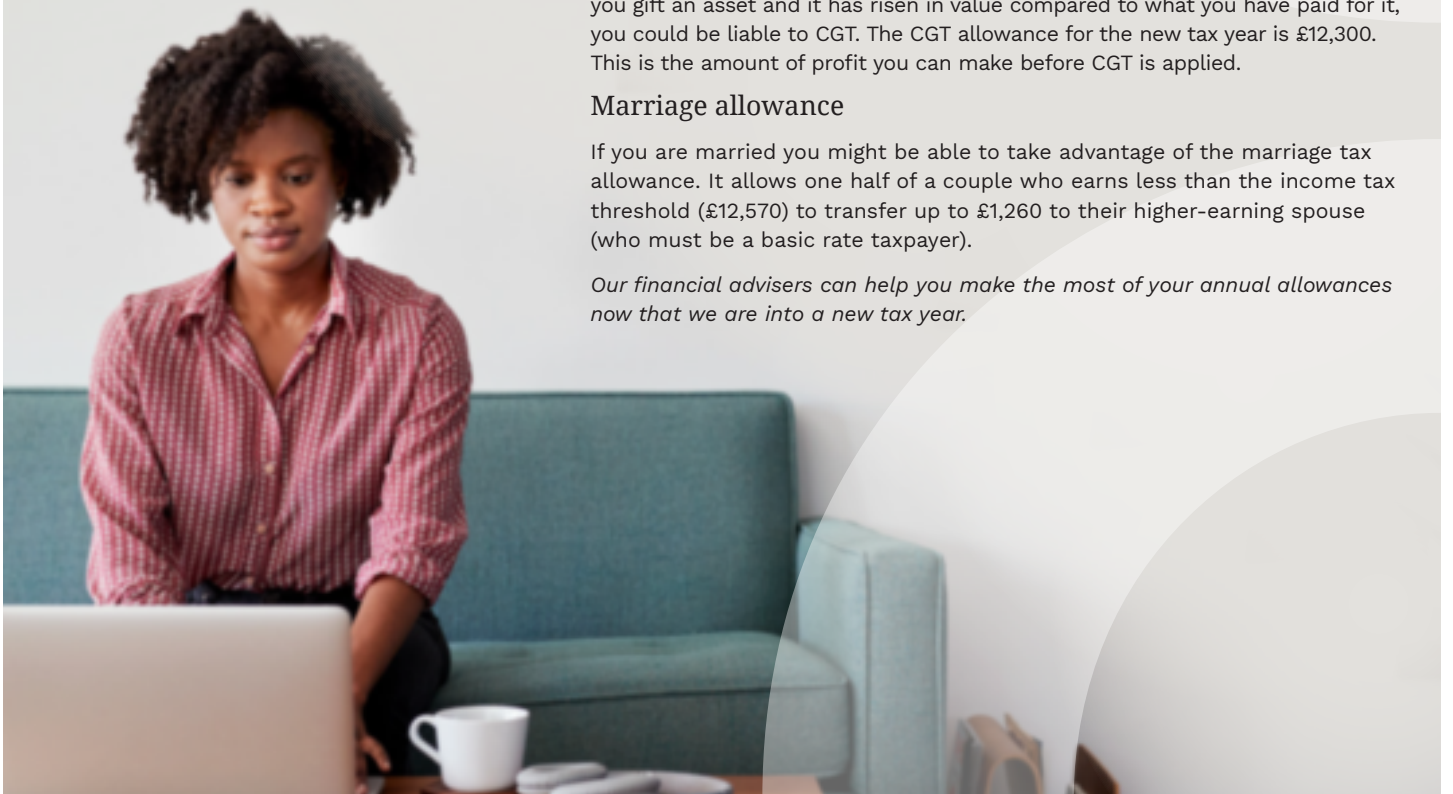 you gift an asset and it has risen in value compared to what you have paid for it,
you could be liable to CGT. The CGT allowance for the new tax year is £12,300.
This is the amount of profit you can make before CGT is applied.
Marriage allowance
If you are married you might be able to take advantage of the marriage tax
allowance. It allows one half of a couple who earns less than the income tax
threshold (£12,570) to transfer up to £1,260 to their higher-earning spouse
(who must be a basic rate taxpayer).
Our financial advisers can help you make the most of your annual allowances
now that we are into a new tax year.